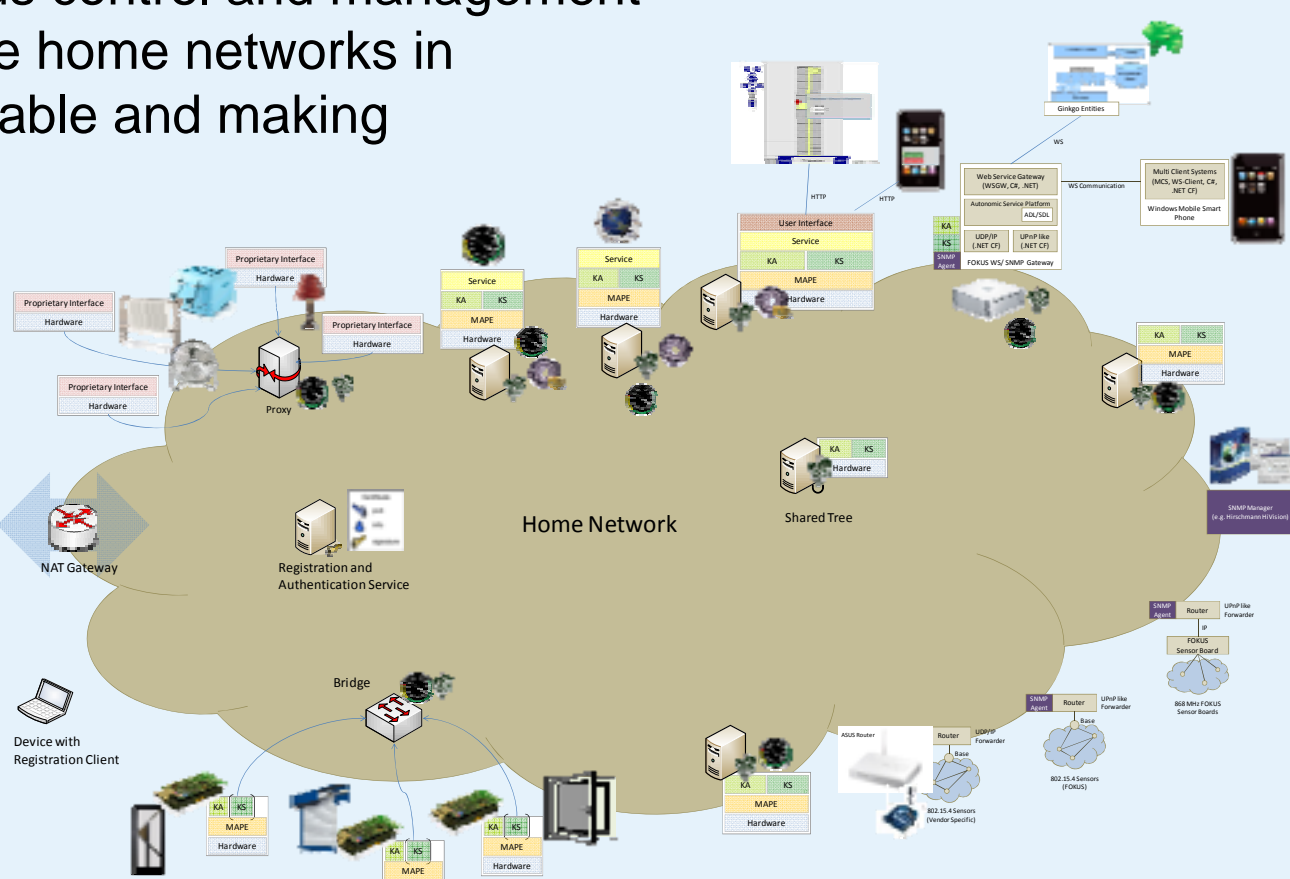 us control and management
e home networks in
able and making
Ginkgo Entities
WS
HTTP
HTTP
Web Service Gateway
(WSGW, C#, .NET)
Autonomic Service Platform
ADL/SDL
UDP/IP
(.NET CF)
UPnP like
(.NET CF)
KA
KS
SNMP
Agent
FOKUS WS/ SNMP Gateway
WS Communication
Multi Client Systems
(MCS, WS-Client, C#,
.NET CF)
Windows Mobile Smart
Phone
User Interface
Service
KA KS
MAPE
Hardware
Service
KA KS
MAPE
Hardware
Service
KA KS
MAPE
Hardware
Proprietary Interface
Hardware
Proprietary Interface
Hardware
Proprietary Interface
Hardware
Proprietary Interface
Hardware
Proxy
KA KS
MAPE
Hardware
KA KS
Hardware
Shared Tree
Home Network
SNMP Manager
(e.g. Hirschmann HiVision)
NAT Gateway
Registration and
Authentication Service
SNMP
Agent
Router
UPnP like
Forwarder
IP
FOKUS
Sensor Board
868 MHz FOKUS
Sensor Boards
Bridge
Device with
Registration Client
SNMP
Agent
Router
UPnP like
Forwarder
Base
802.15.4 Sensors
(FOKUS)
ASUS Router
Router
UDP/IP
Forwarder
Base
802.15.4 Sensors
(Vendor Specific)
KA KS
MAPE
Hardware
KA KS
MAPE
Hardware
KA KS
MAPE
KA KS
MAPE
Hardware